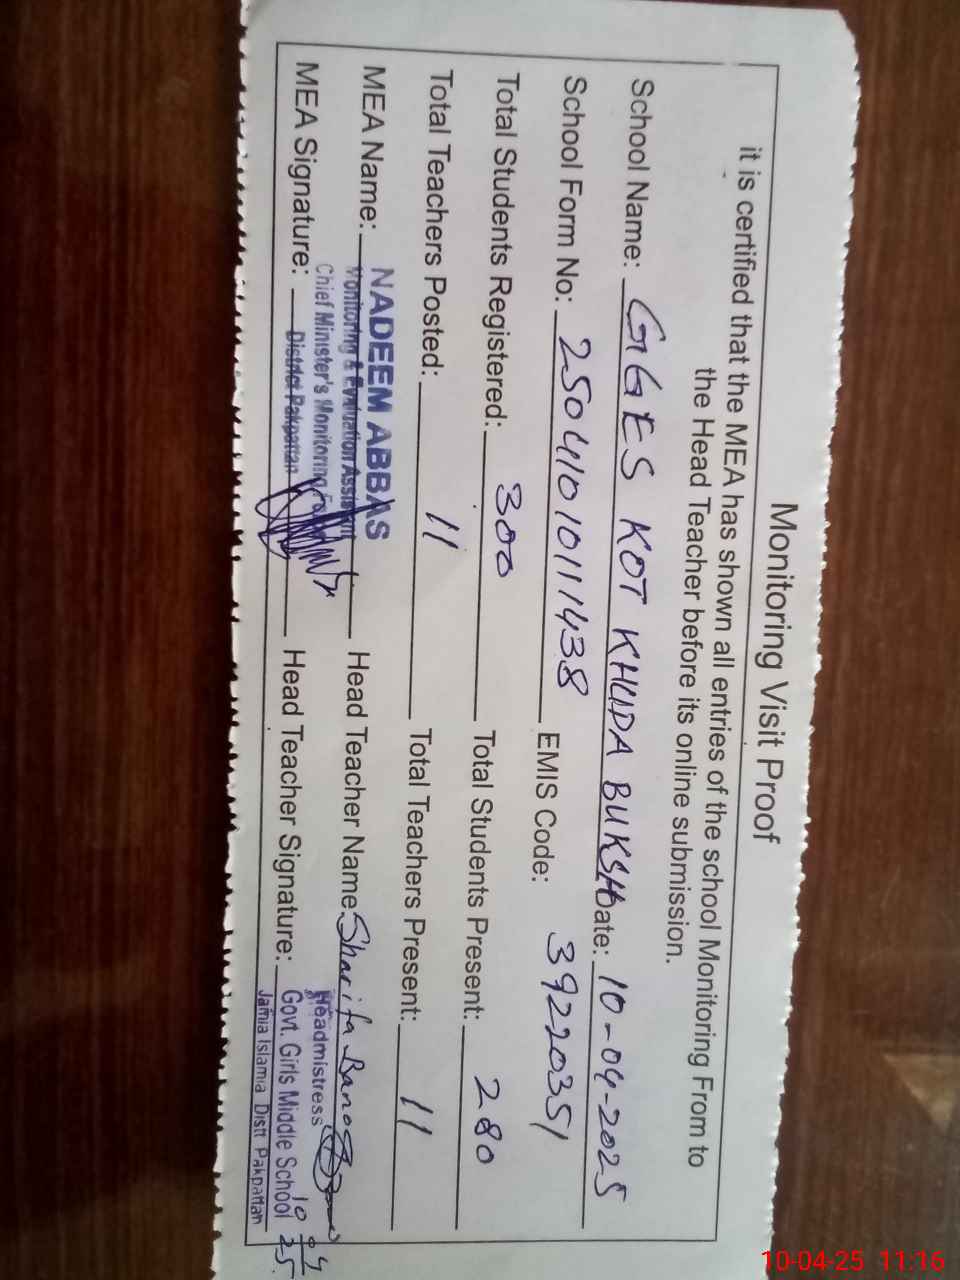 Monitoring Visit Proof
it is certified that the MEA has shown all entries of the school Monitoring From to
the Head Teacher before its online submission.
School Name: GGES KOT KHUDA BUKSH Date: 10-04-2025
School Form No: 25041010111438 EMIS Code: 39220351
Total Students Registered: 300 Total Students Present: 280
Total Teachers Posted: 11 Total Teachers Present: 11
MEA Name: NADEEM ABBAS Head Teacher Name: Sharifa Bano
Monitoring & Evaluation Assistant
Chief Minister's Monitoring
MEA Signature: District Pakpattan Head Teacher Signature:
Headmistress
Govt. Girls Middle School
Jamia Islamia Distt Pakpattan
10
4
25
10-04-25 11:16